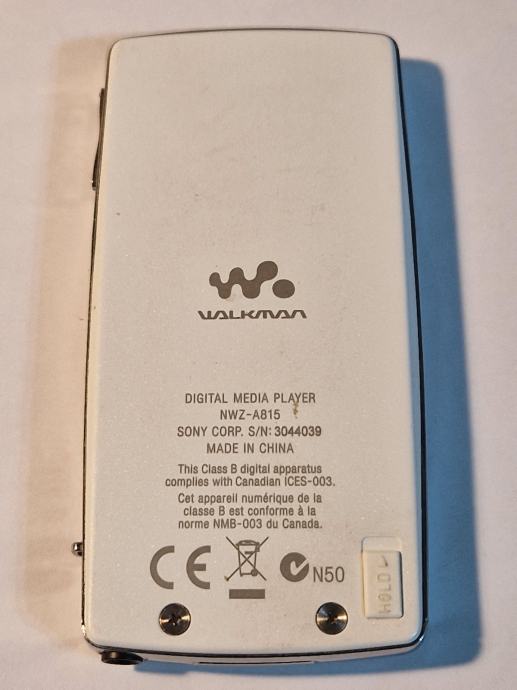 WALKMAN
DIGITAL MEDIA PLAYER
NWZ-A815
SONY CORP. S/N: 3044039
MADE IN CHINA
This Class B digital apparatus
complies with Canadian ICES-003.
Cet appareil numérique de la
classe B est conforme à la
norme NMB-003 du Canada.
CE
N50
HOLD